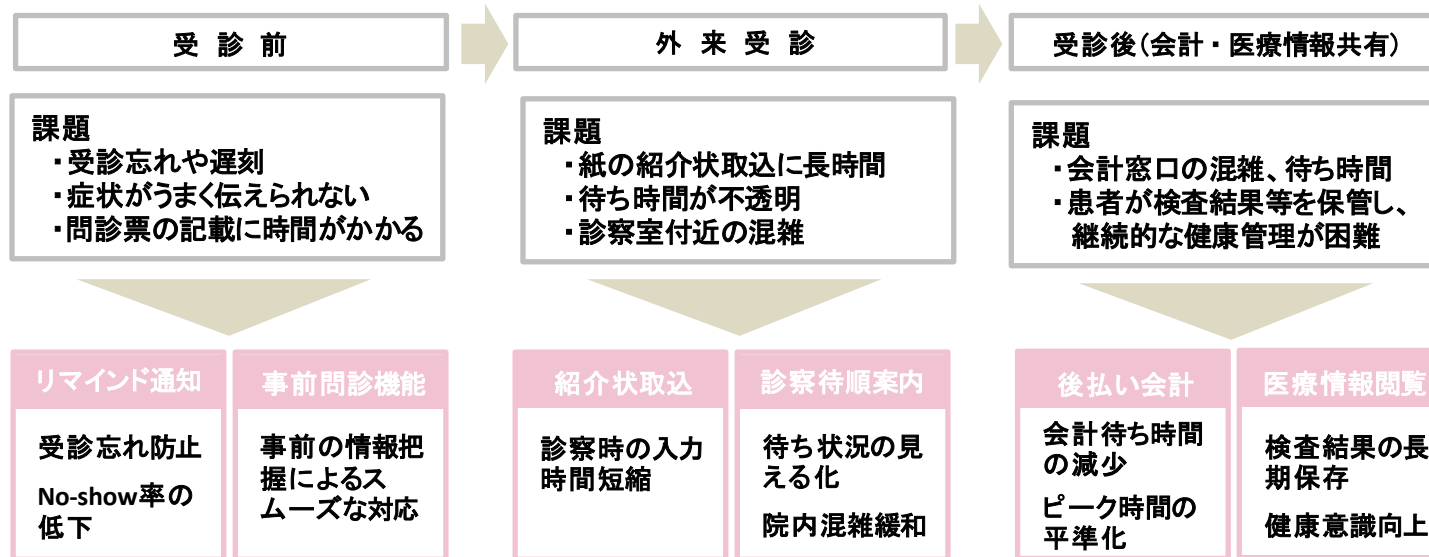 受 診 前
外 来 受 診
受診後(会計・医療情報共有)
課題
・受診忘れや遅刻
・症状がうまく伝えられない
・問診票の記載に時間がかかる
課題
・紙の紹介状取込に長時間
・待ち時間が不透明
・診察室付近の混雑
課題
・会計窓口の混雑、待ち時間
・患者が検査結果等を保管し、
継続的な健康管理が困難
リマインド通知
受診忘れ防止
No-show率の
低下
事前問診機能
事前の情報把
握によるス
ムーズな対応
紹介状取込
診察時の入力
時間短縮
診察待順案内
待ち状況の見
える化
院内混雑緩和
後払い会計
会計待ち時間
の減少
ピーク時間の
平準化
医療情報閲覧
検査結果の長
期保存
健康意識向上